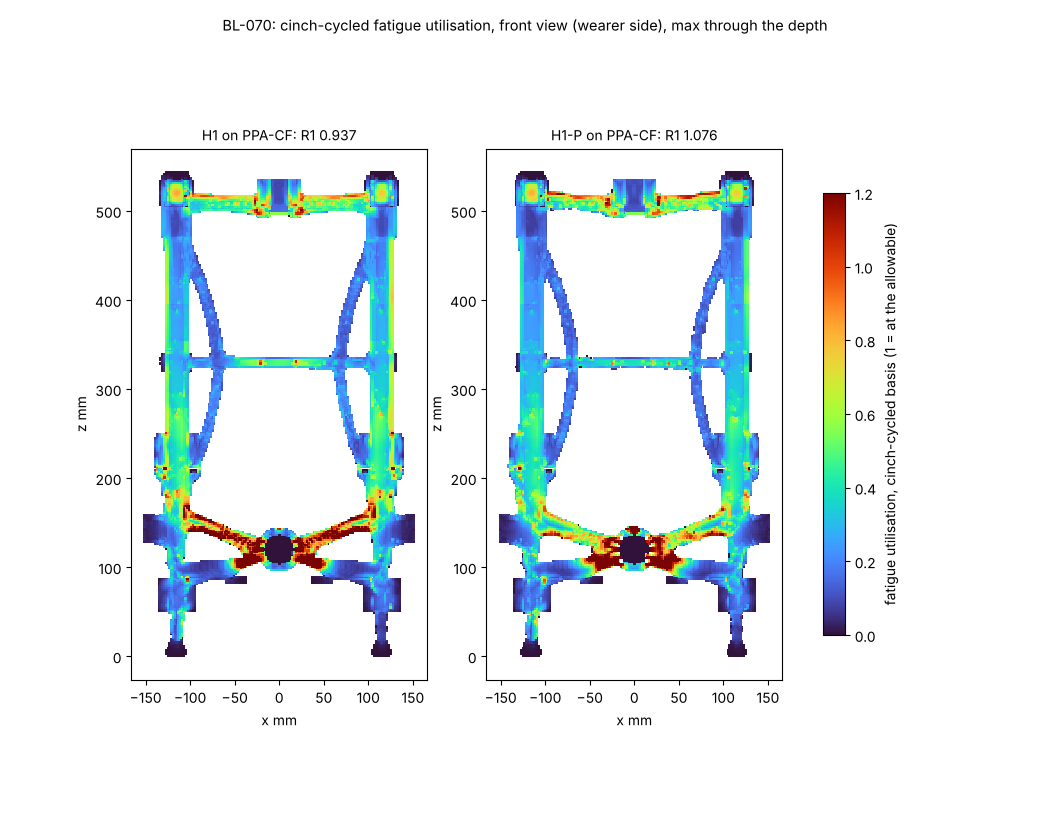 BL-070: cinch-cycled fatigue utilisation, front view (wearer side), max through the depth
H1 on PPA-CF: R1 0.937
H1-P on PPA-CF: R1 1.076
500
400
300
200
100
0
z mm
−150 −100 −50 0 50 100 150
x mm
500
400
300
200
100
0
z mm
−150 −100 −50 0 50 100 150
x mm
1.2
1.0
0.8
0.6
0.4
0.2
0.0
fatigue utilisation, cinch-cycled basis (1 = at the allowable)